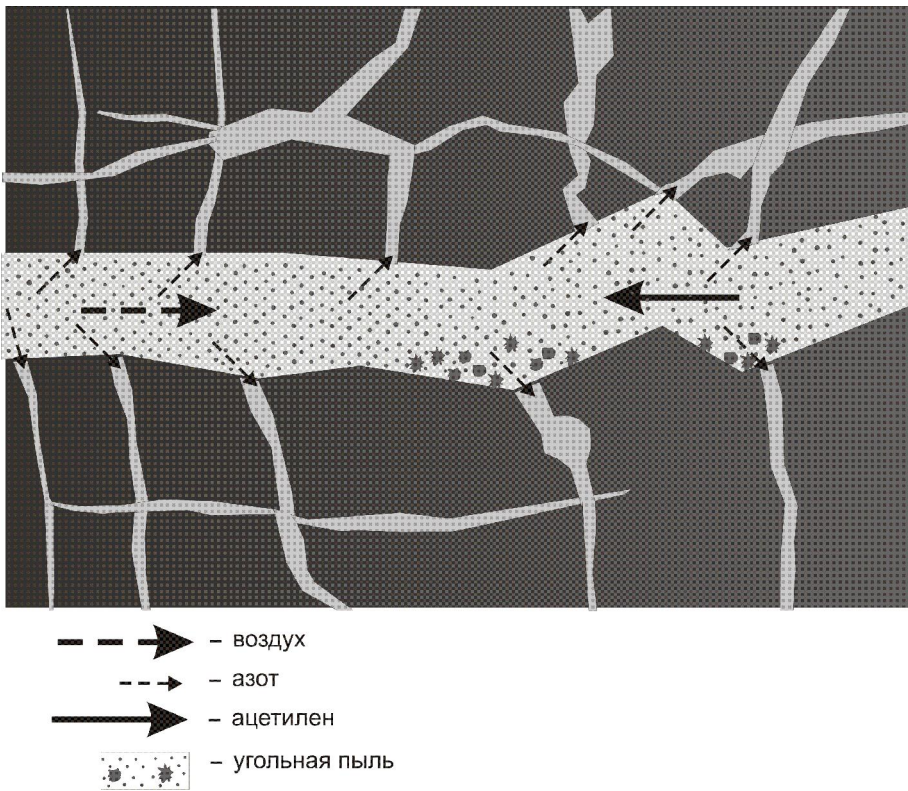 – воздух
– азот
– ацетилен
– угольная пыль